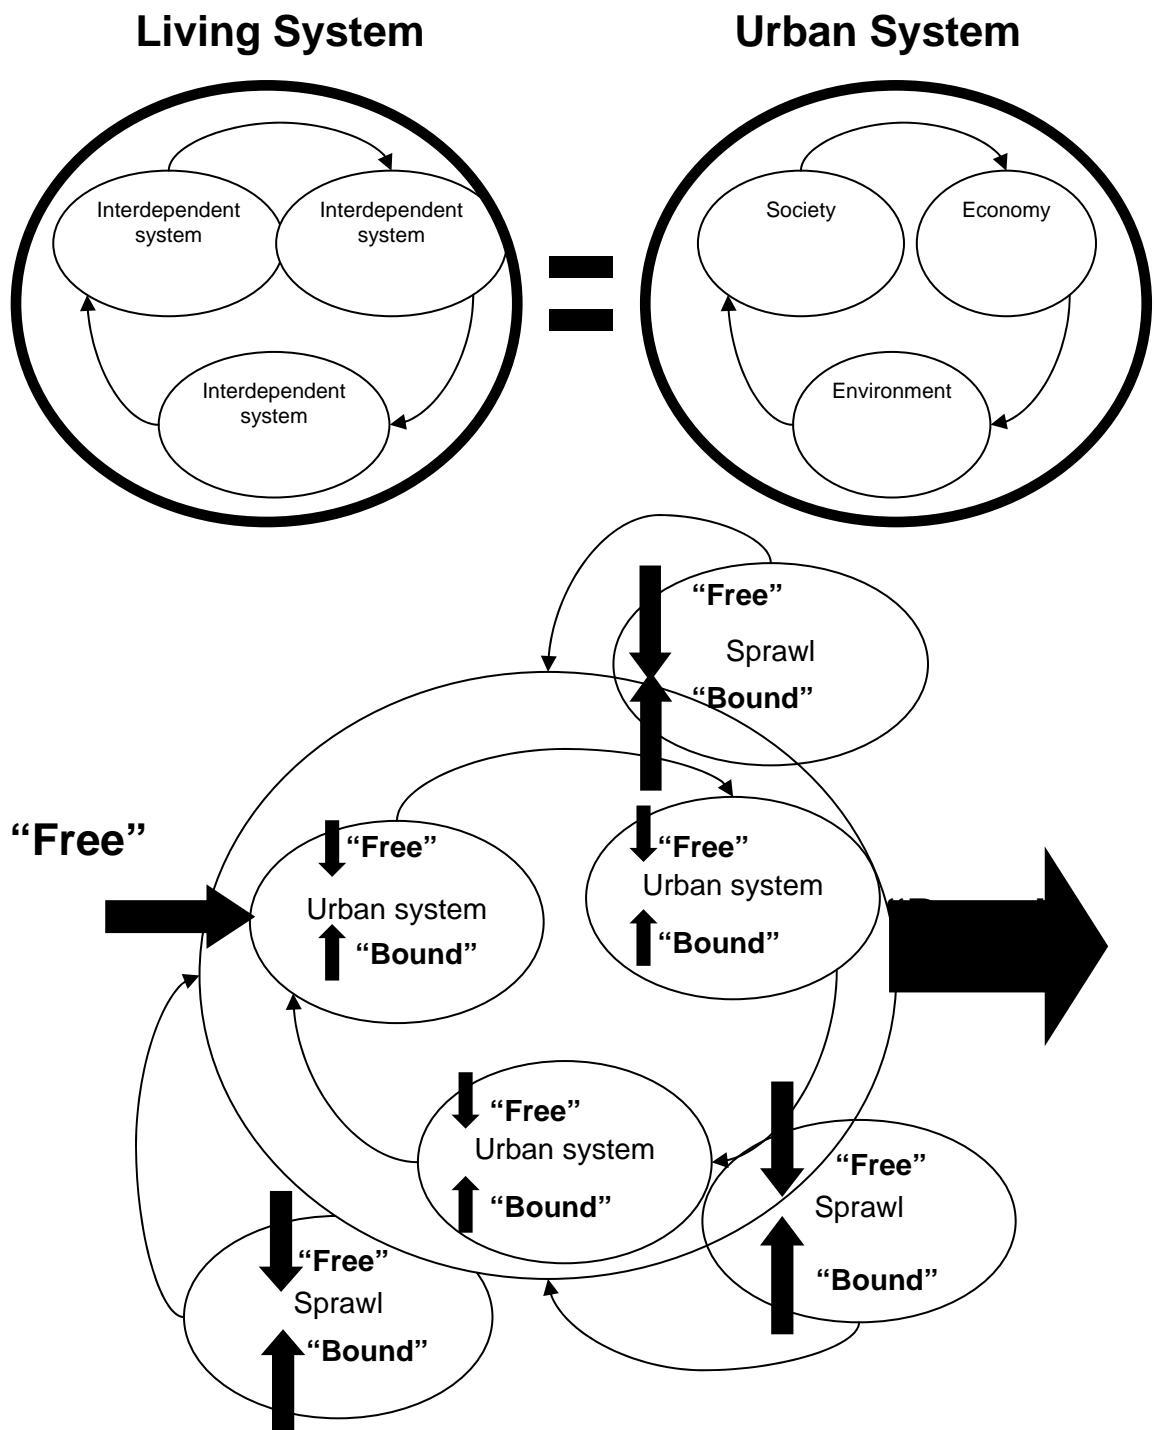 Living System
Urban System
Interdependent
system
Interdependent
system
Interdependent
system
Society
Economy
Environment
“Free”
Sprawl
“Bound”
“Free”
“Free”
Urban system
“Bound”
“Free”
Urban system
“Bound”
“Free”
Urban system
“Bound”
“Free”
Sprawl
“Bound”
“Free”
Sprawl
“Bound”